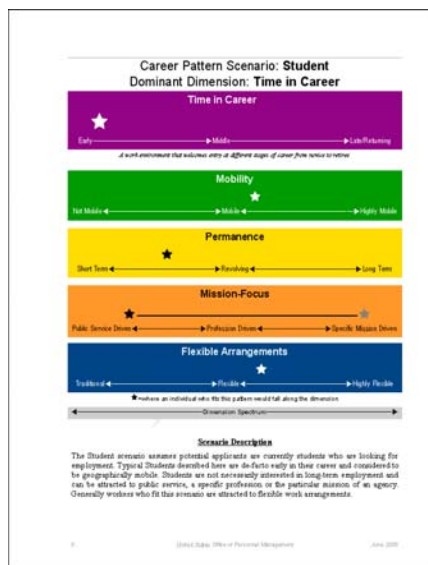 Career Pattern Scenario: Student
Dominant Dimension: Time in Career
Time in Career
Early Middle Late/Returning
A work environment that welcomes entry at different stages of career from novice to retiree
Mobility
Not Mobile Mobile Highly Mobile
Permanence
Short Term Revolving Long Term
Mission-Focus
Public Service Driven Profession Driven Specific Mission Driven
Flexible Arrangements
Traditional Flexible Highly Flexible
=where an individual who fits this pattern would fall along the dimension
Dimension Spectrum
Scenario Description
The Student scenario assumes potential applicants are currently students who are looking for
employment. Typical Students described here are de-facto early in their career and considered to
be geographically mobile. Students are not necessarily interested in long-term employment and
can be attracted to public service, a specific profession or the particular mission of an agency.
Generally workers who fit this scenario are attracted to flexible work arrangements.
Office of Personnel Management
June